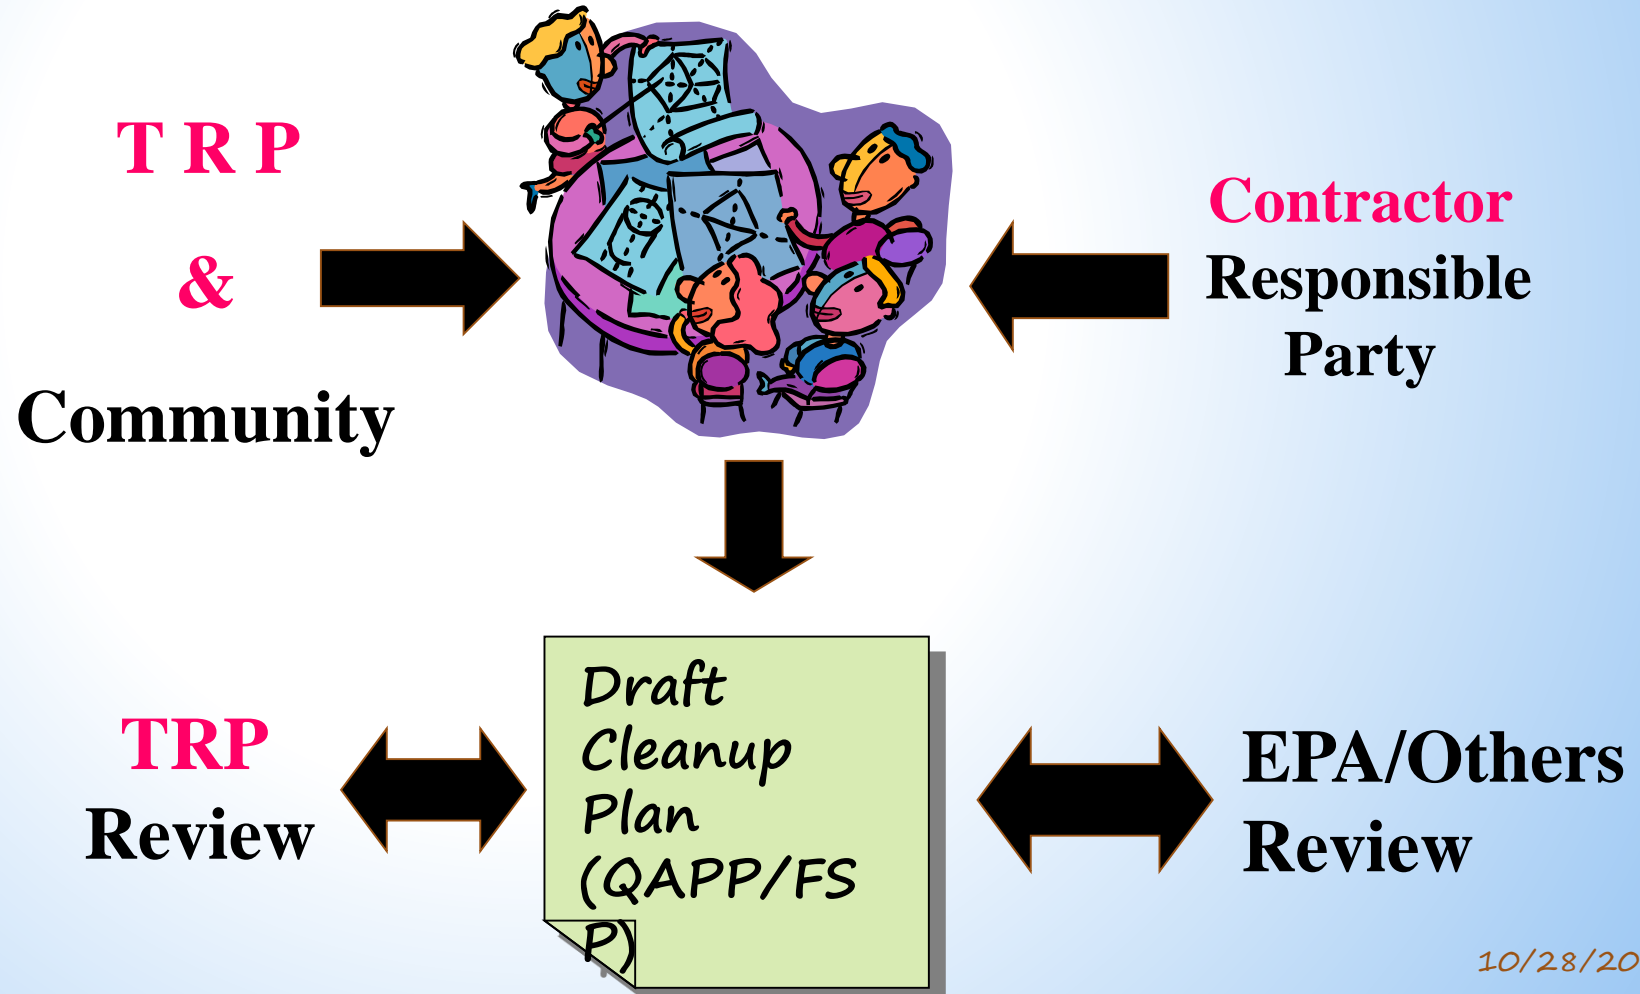 T R P
&
Community
Contractor
Responsible
Party
Draft
Cleanup
Plan
(QAPP/FS
P)
TRP
Review
EPA/Others
Review
10/28/20